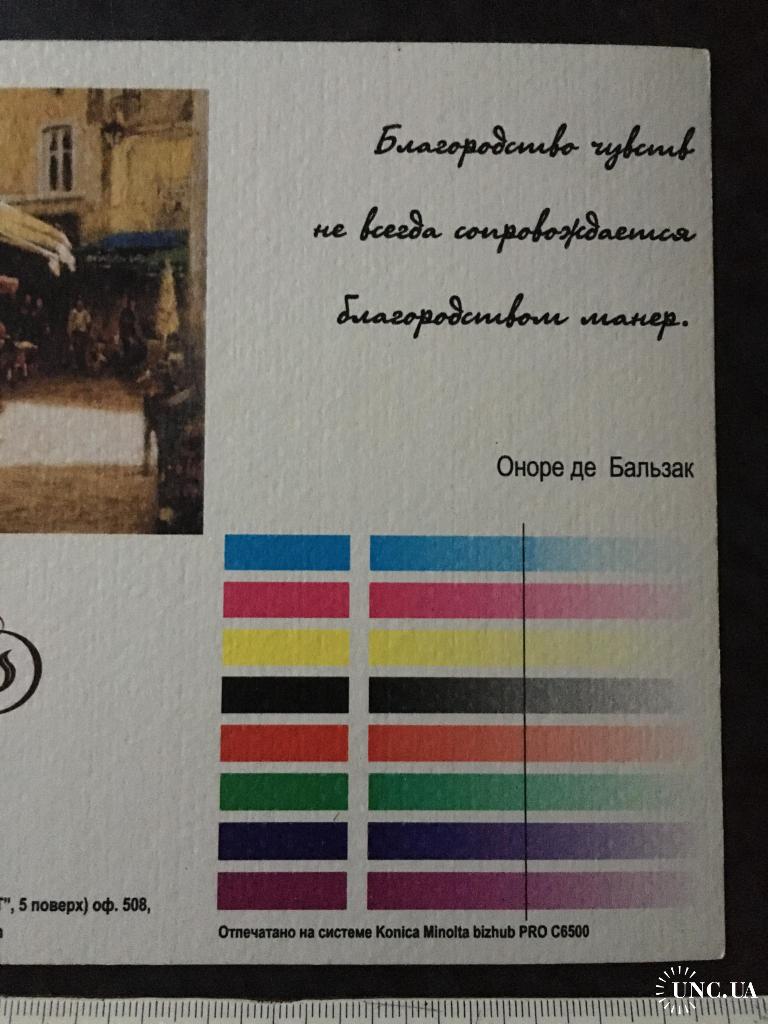 Благородство чувств
не всегда сопровождается
благородством манер.
Оноре де Бальзак
", 5 поверх) оф. 508,
Отпечатано на системе Konica Minolta bizhub PRO C6500
UNC.UA